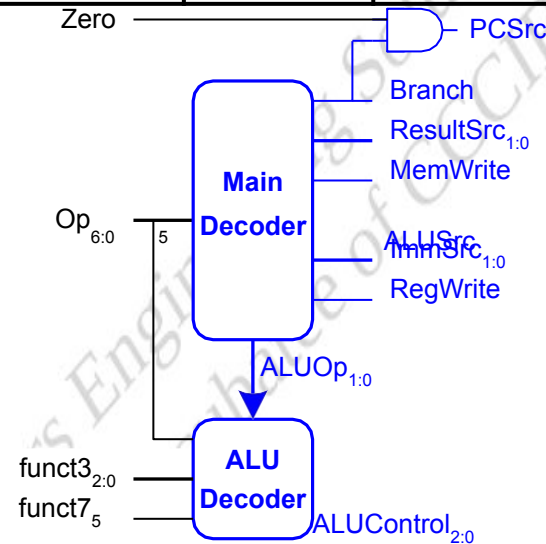 Zero
PCSrc
Branch
ResultSrc1:0
MemWrite
Main
Decoder
Op6:0
5
ALUSrc
ImmSrc1:0
RegWrite
ALUOp1:0
funct32:0
funct75
ALU
Decoder
ALUControl2:0